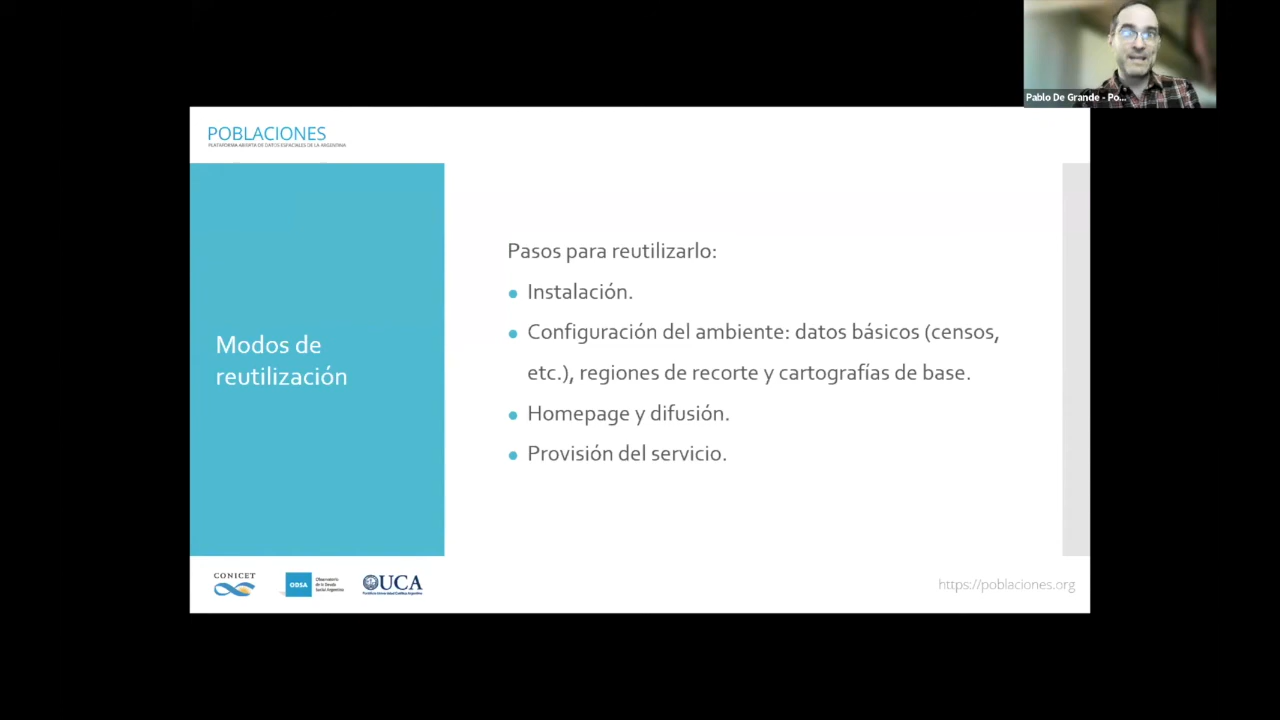 Pablo De Grande - Po...
POBLACIONES
PLATAFORMA ABIERTA DE DATOS ESPACIALES DE LA ARGENTINA
Modos de
reutilización
Pasos para reutilizarlo:
Instalación.
Configuración del ambiente: datos básicos (censos,
etc.), regiones de recorte y cartografías de base.
Homepage y difusión.
Provisión del servicio.
CONICET
ODSA
Observatorio
de la Deuda
Social Argentina
UCA
Pontificia Universidad Católica Argentina
https://poblaciones.org